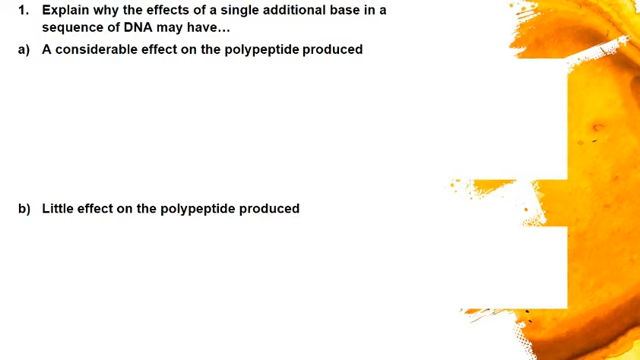 1. Explain why the effects of a single additional base in a
sequence of DNA may have…
a) A considerable effect on the polypeptide produced
b) Little effect on the polypeptide produced